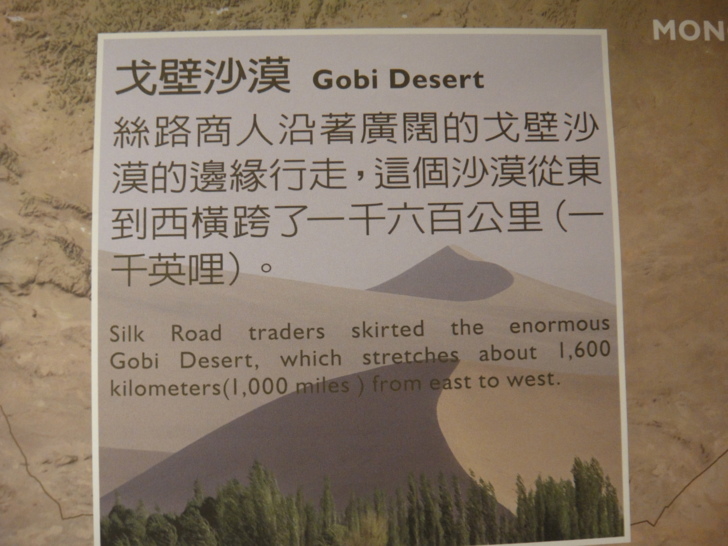 戈壁沙漠 Gobi Desert
絲路商人沿著廣闊的戈壁沙
漠的邊緣行走，這個沙漠從東
到西橫跨了一千六百公里（一
千英哩）。
Silk Road traders skirted the enormous
Gobi Desert, which stretches about 1,600
kilometers(1,000 miles ) from east to west.
MON